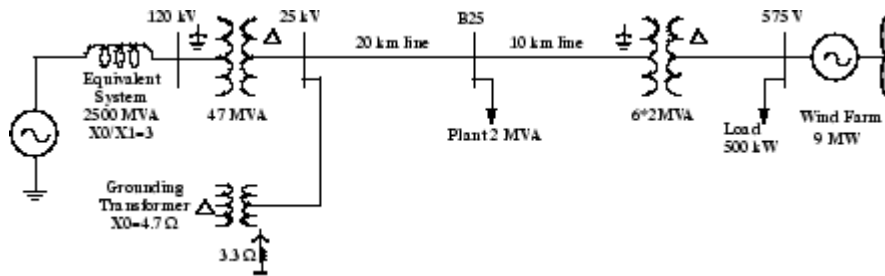 120 kV
25 kV
B25
575 V
20 km line
10 km line
Equivalent
System
2500 MVA
X0/X1=3
47 MVA
6*2MVA
Plant 2 MVA
Load
500 kW
Wind Farm
9 MW
Grounding
Transformer
X0=4.7 Ω
3.3 Ω